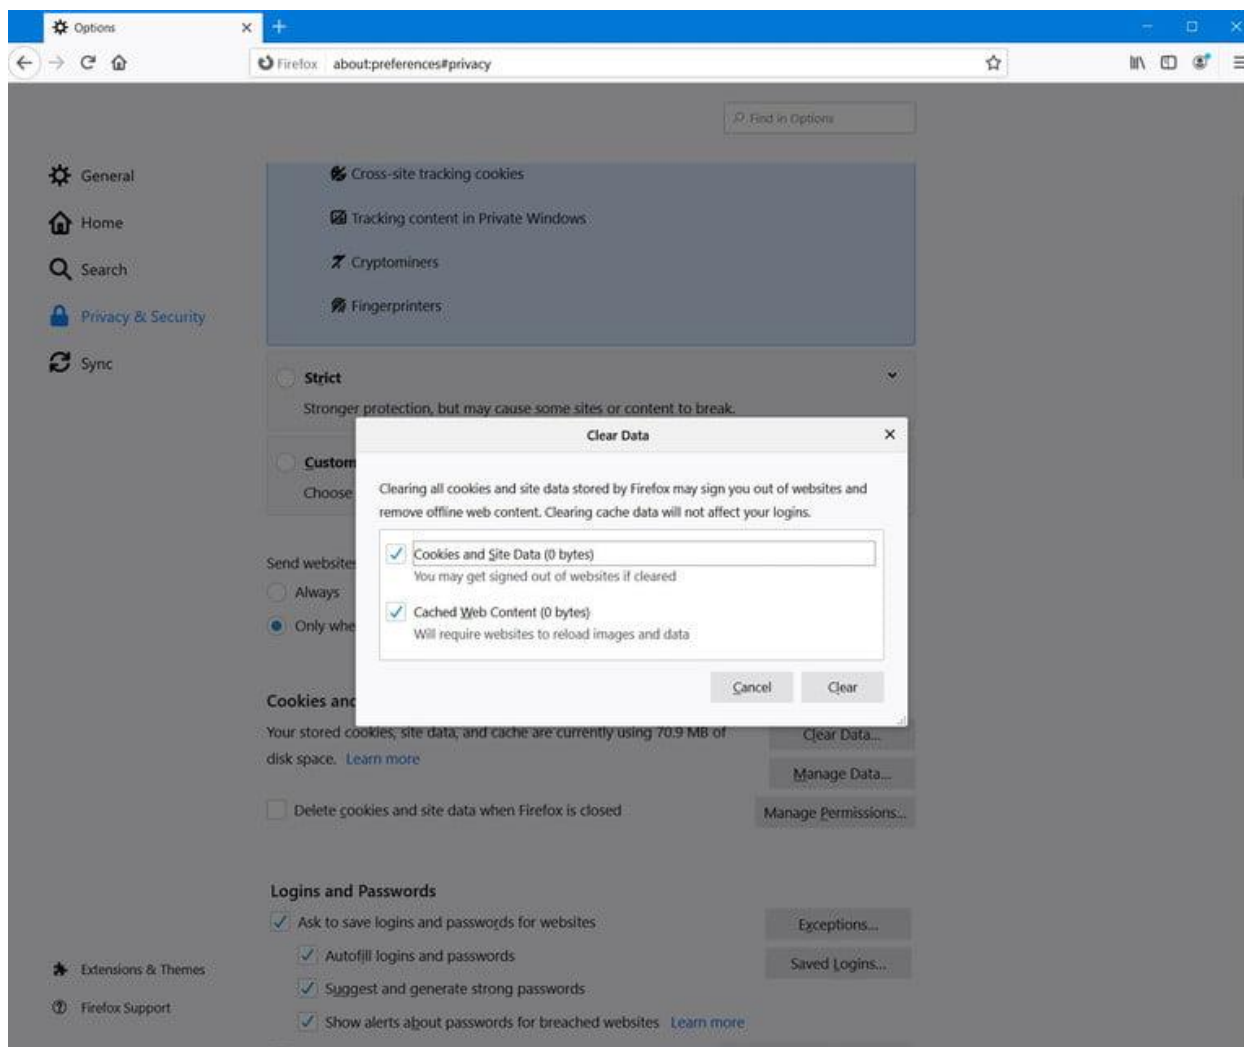 Options
Firefox about:preferences#privacy
Find in Options
General
Home
Search
Privacy & Security
Sync
Cross-site tracking cookies
Tracking content in Private Windows
Cryptominers
Fingerprinters
Strict
Stronger protection, but may cause some sites or content to break.
Custom
Choose
Clear Data
Clearing all cookies and site data stored by Firefox may sign you out of websites and
remove offline web content. Clearing cache data will not affect your logins.
Cookies and Site Data (0 bytes)
You may get signed out of websites if cleared
Cached Web Content (0 bytes)
Will require websites to reload images and data
Cancel Clear
Send website
Always
Only whe
Cookies and
Your stored cookies, site data, and cache are currently using 70.9 MB of
disk space. Learn more
Clear Data...
Manage Data...
Delete cookies and site data when Firefox is closed
Manage Permissions...
Logins and Passwords
Ask to save logins and passwords for websites
Exceptions...
Autofill logins and passwords
Saved Logins...
Suggest and generate strong passwords
Show alerts about passwords for breached websites Learn more
Extensions & Themes
Firefox Support